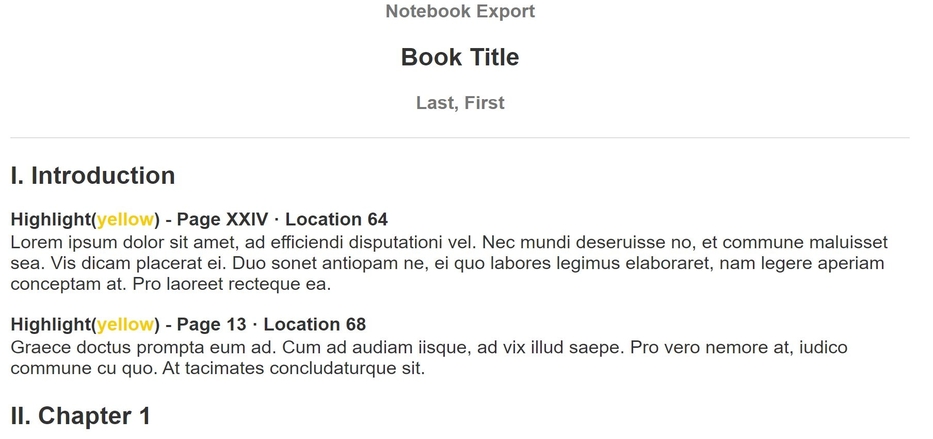 Notebook Export
Book Title
Last, First
I. Introduction
Highlight(yellow) - Page XXIV · Location 64
Lorem ipsum dolor sit amet, ad efficiendi disputationi vel. Nec mundi deseruisse no, et commune maluisset
sea. Vis dicam placerat ei. Duo sonet antiopam ne, ei quo labores legimus elaboraret, nam legere aperiam
conceptam at. Pro laoreet recteque ea.
Highlight(yellow) - Page 13 · Location 68
Graece doctus prompta eum ad. Cum ad audiam iisque, ad vix illud saepe. Pro vero nemore at, iudico
commune cu quo. At tacimates concludaturque sit.
II. Chapter 1